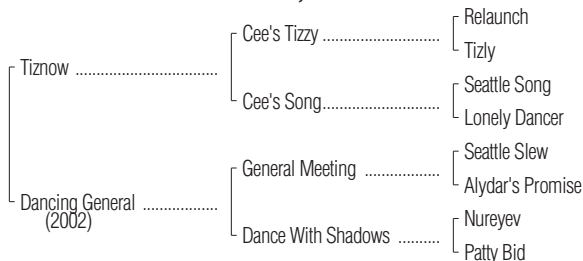 Relaunch
Cee's Tizzy ........................
Tizly
Tiznow .................................
Seattle Song
Cee's Song...........................
Lonely Dancer
Seattle Slew
General Meeting .................
Alydar's Promise
Dancing General .................
(2002)
Nureyev
Dance With Shadows ..........
Patty Bid